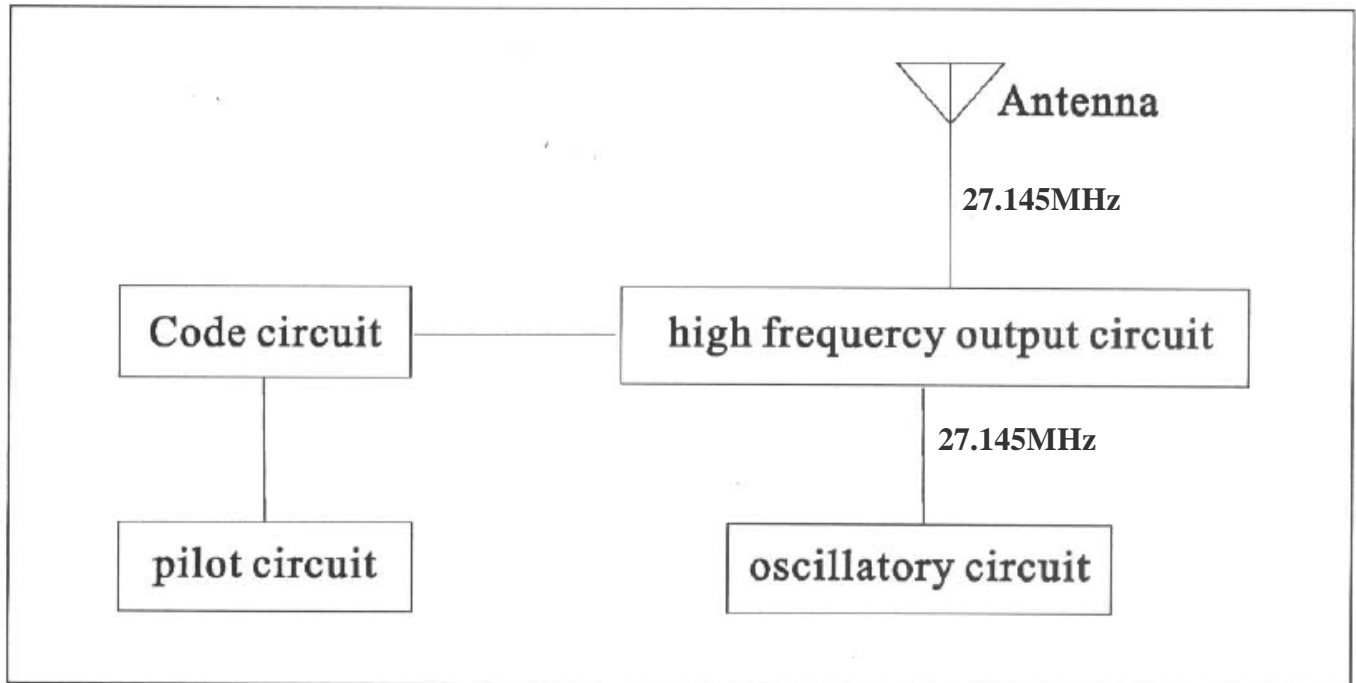 Antenna
27.145MHz
Code circuit
high frequercy output circuit
27.145MHz
pilot circuit
oscillatory circuit